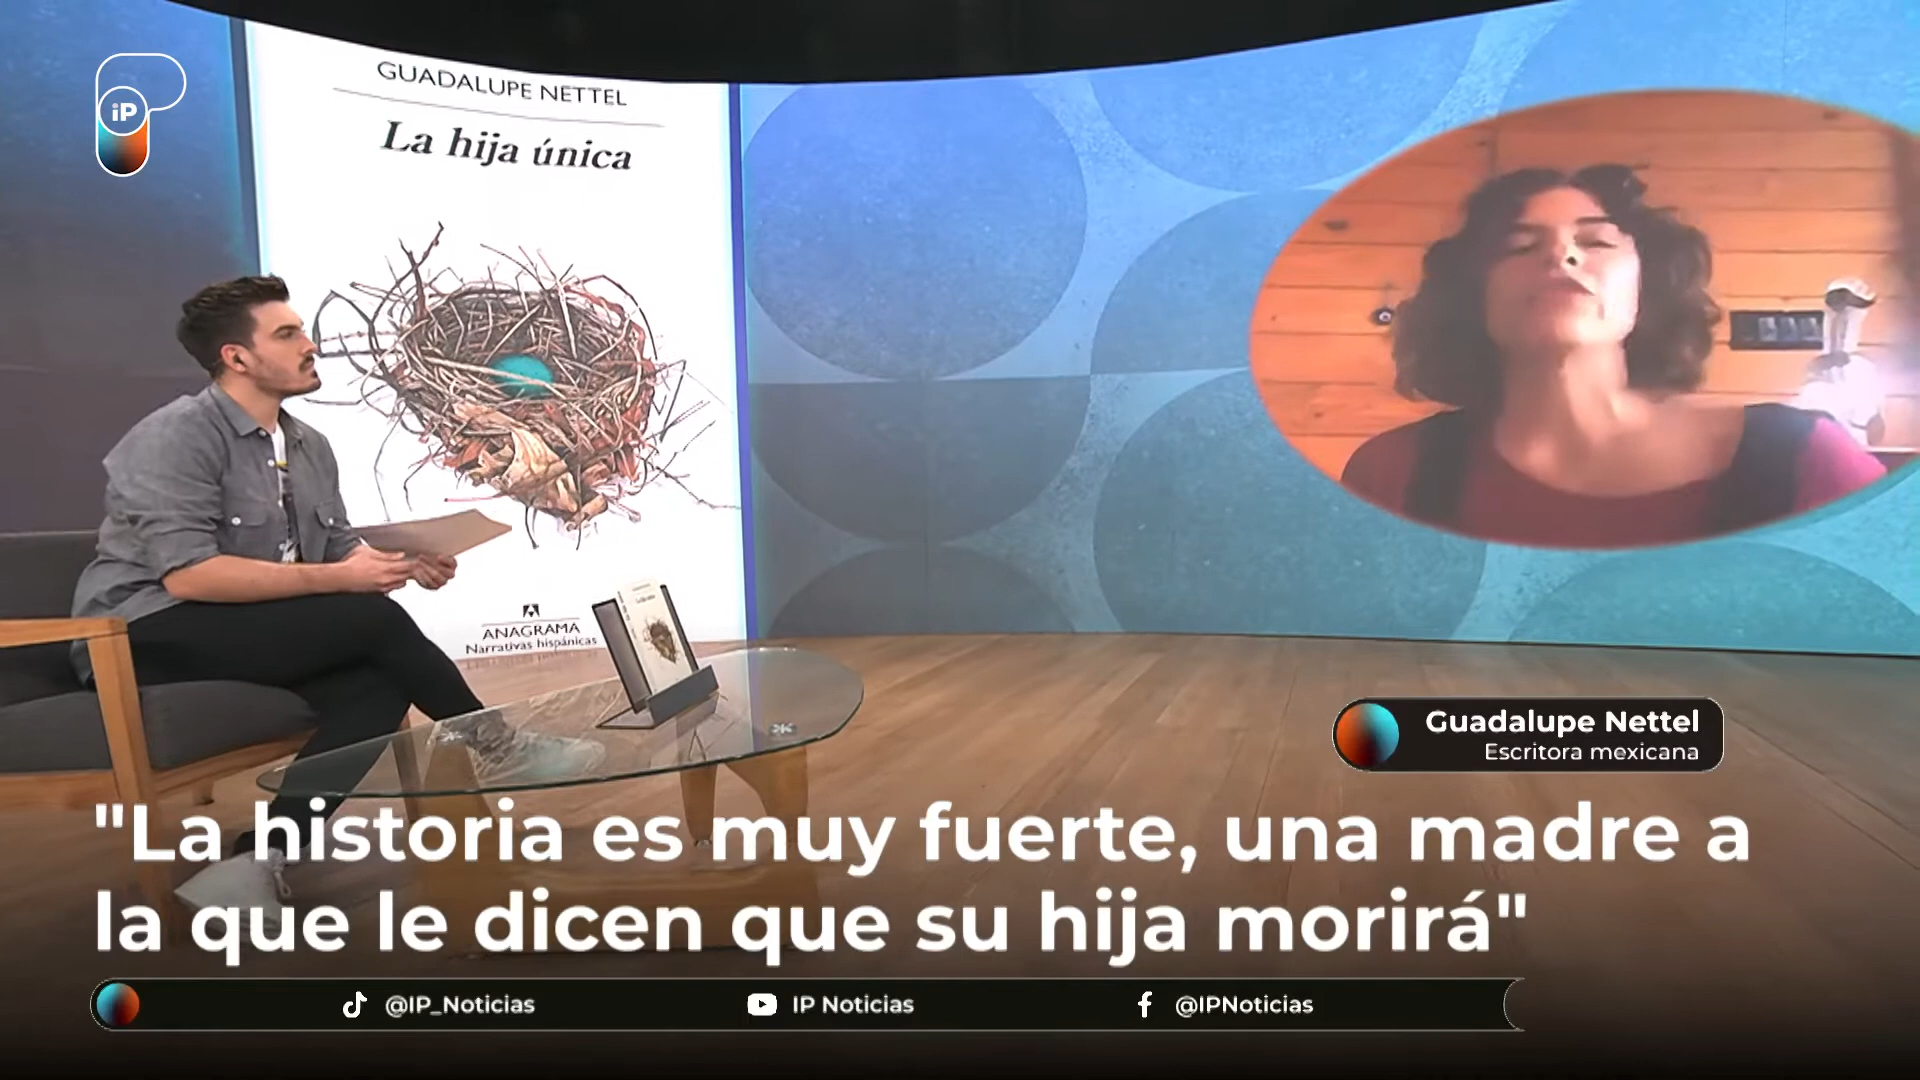 iP
GUADALUPE NETTEL
La hija única
ANAGRAMA
Narrativas hispánicas
Guadalupe Nettel
Escritora mexicana
"La historia es muy fuerte, una madre a
la que le dicen que su hija morirá"
@IP_Noticias
IP Noticias
@IPNoticias